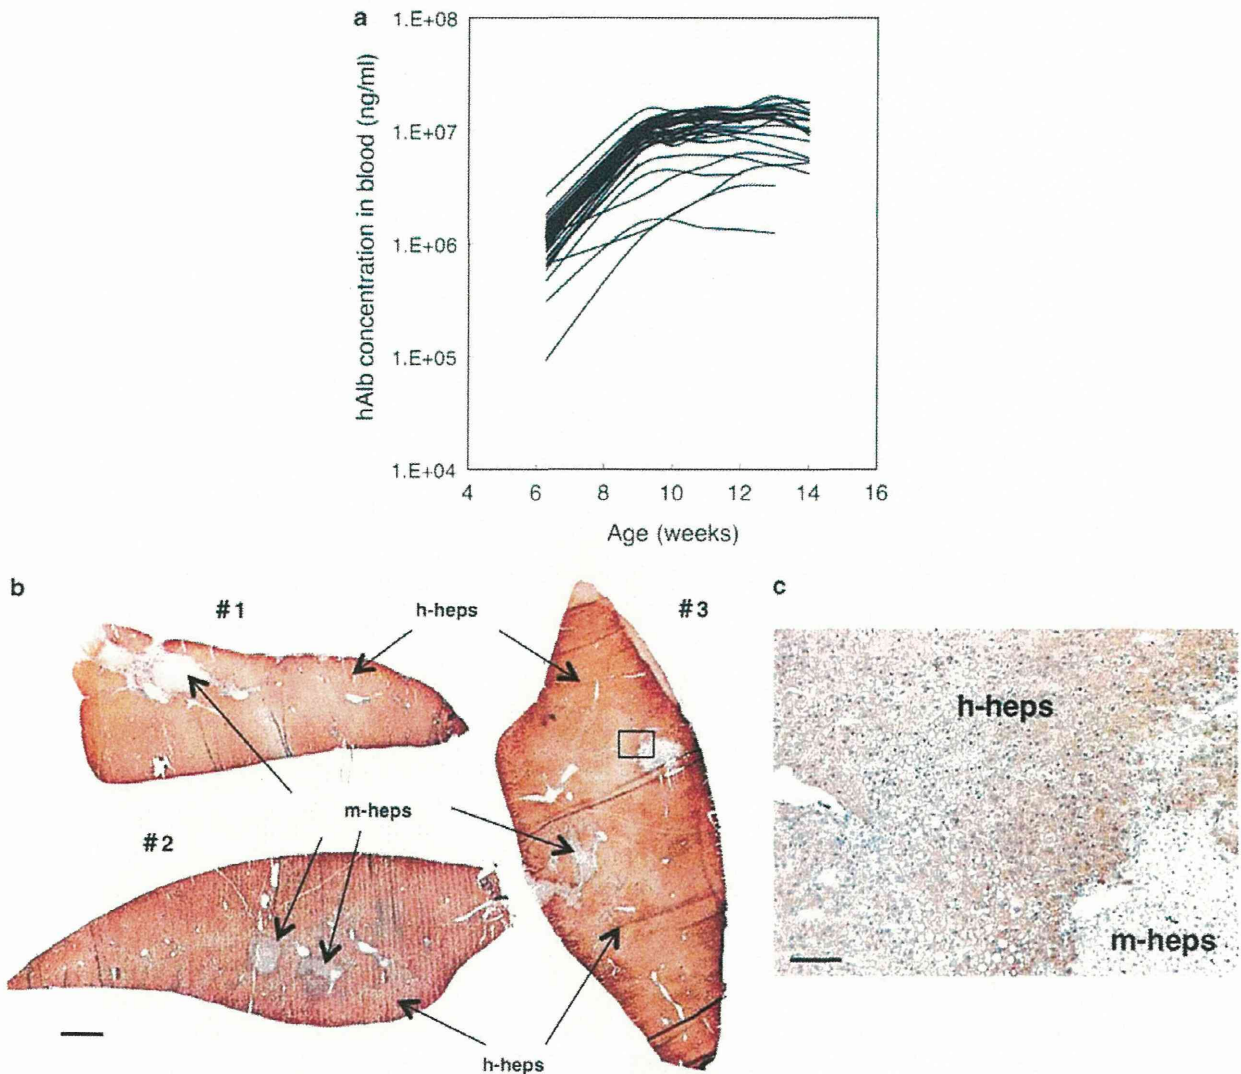 a
1.E+08
1.E+07
1.E+06
1.E+05
1.E+04
hAlb concentration in blood (ng/ml)
4 6 8 10 12 14 16
Age (weeks)
b
#1
h-heps
#3
m-heps
#2
h-heps
c
h-heps
m-heps